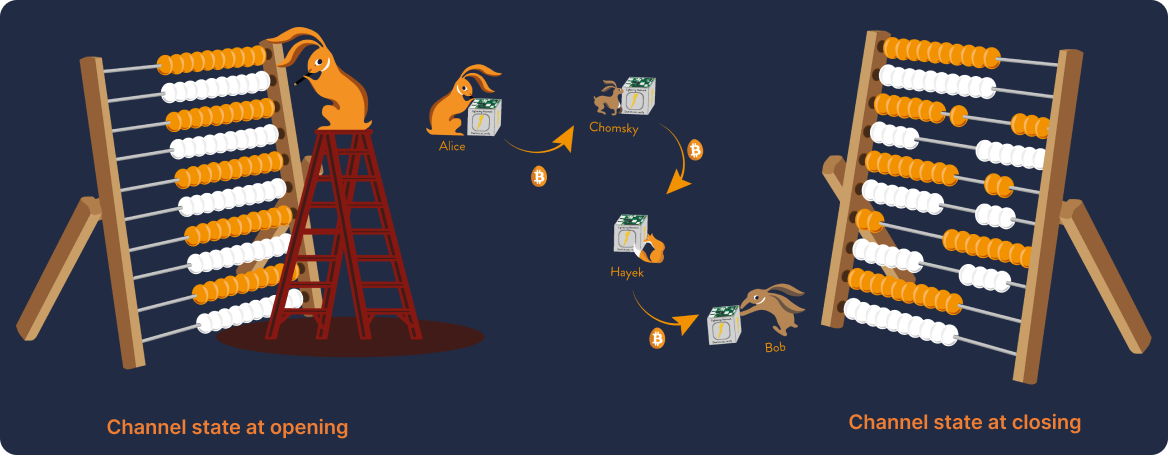 Alice
Chomsky
Hayek
Bob
Channel state at opening
Channel state at closing